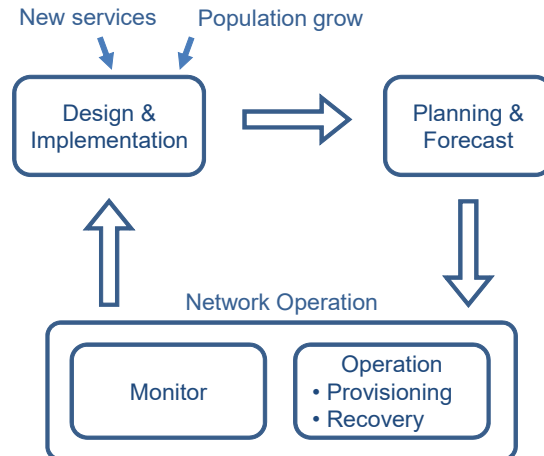 New services
Population grow
Design &
Implementation
Planning &
Forecast
Network Operation
Monitor
Operation
• Provisioning
• Recovery